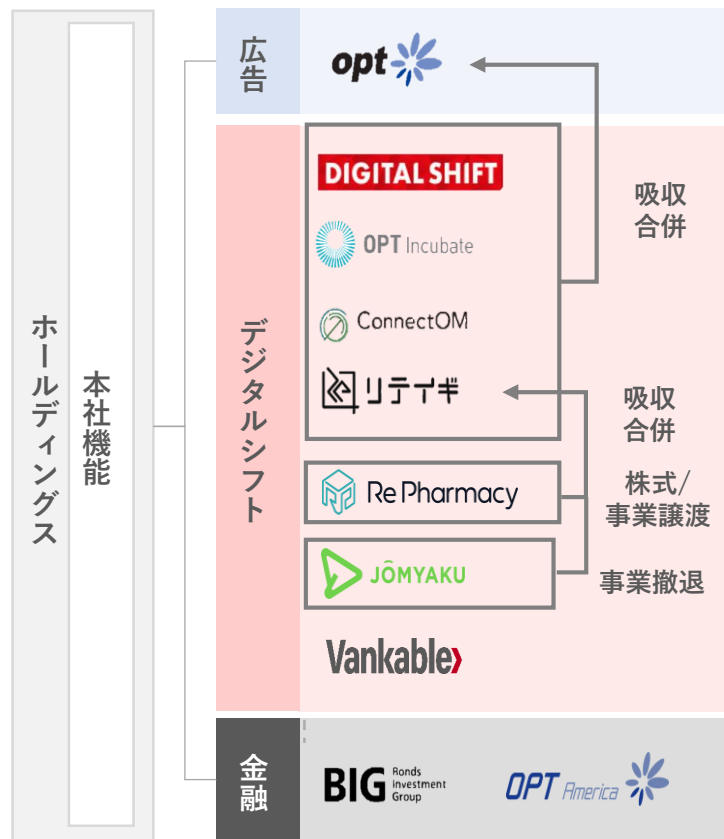 ホールディングス
本社機能
広告
opt
吸収
合併
デジタルシフト
DIGITAL SHIFT
OPT Incubate
ConnectOM
リテイギ
吸収
合併
Re Pharmacy
株式/
事業譲渡
JŌMYAKU
事業撤退
Vankable
金融
BIG
Bonds
Investment
Group
OPT America